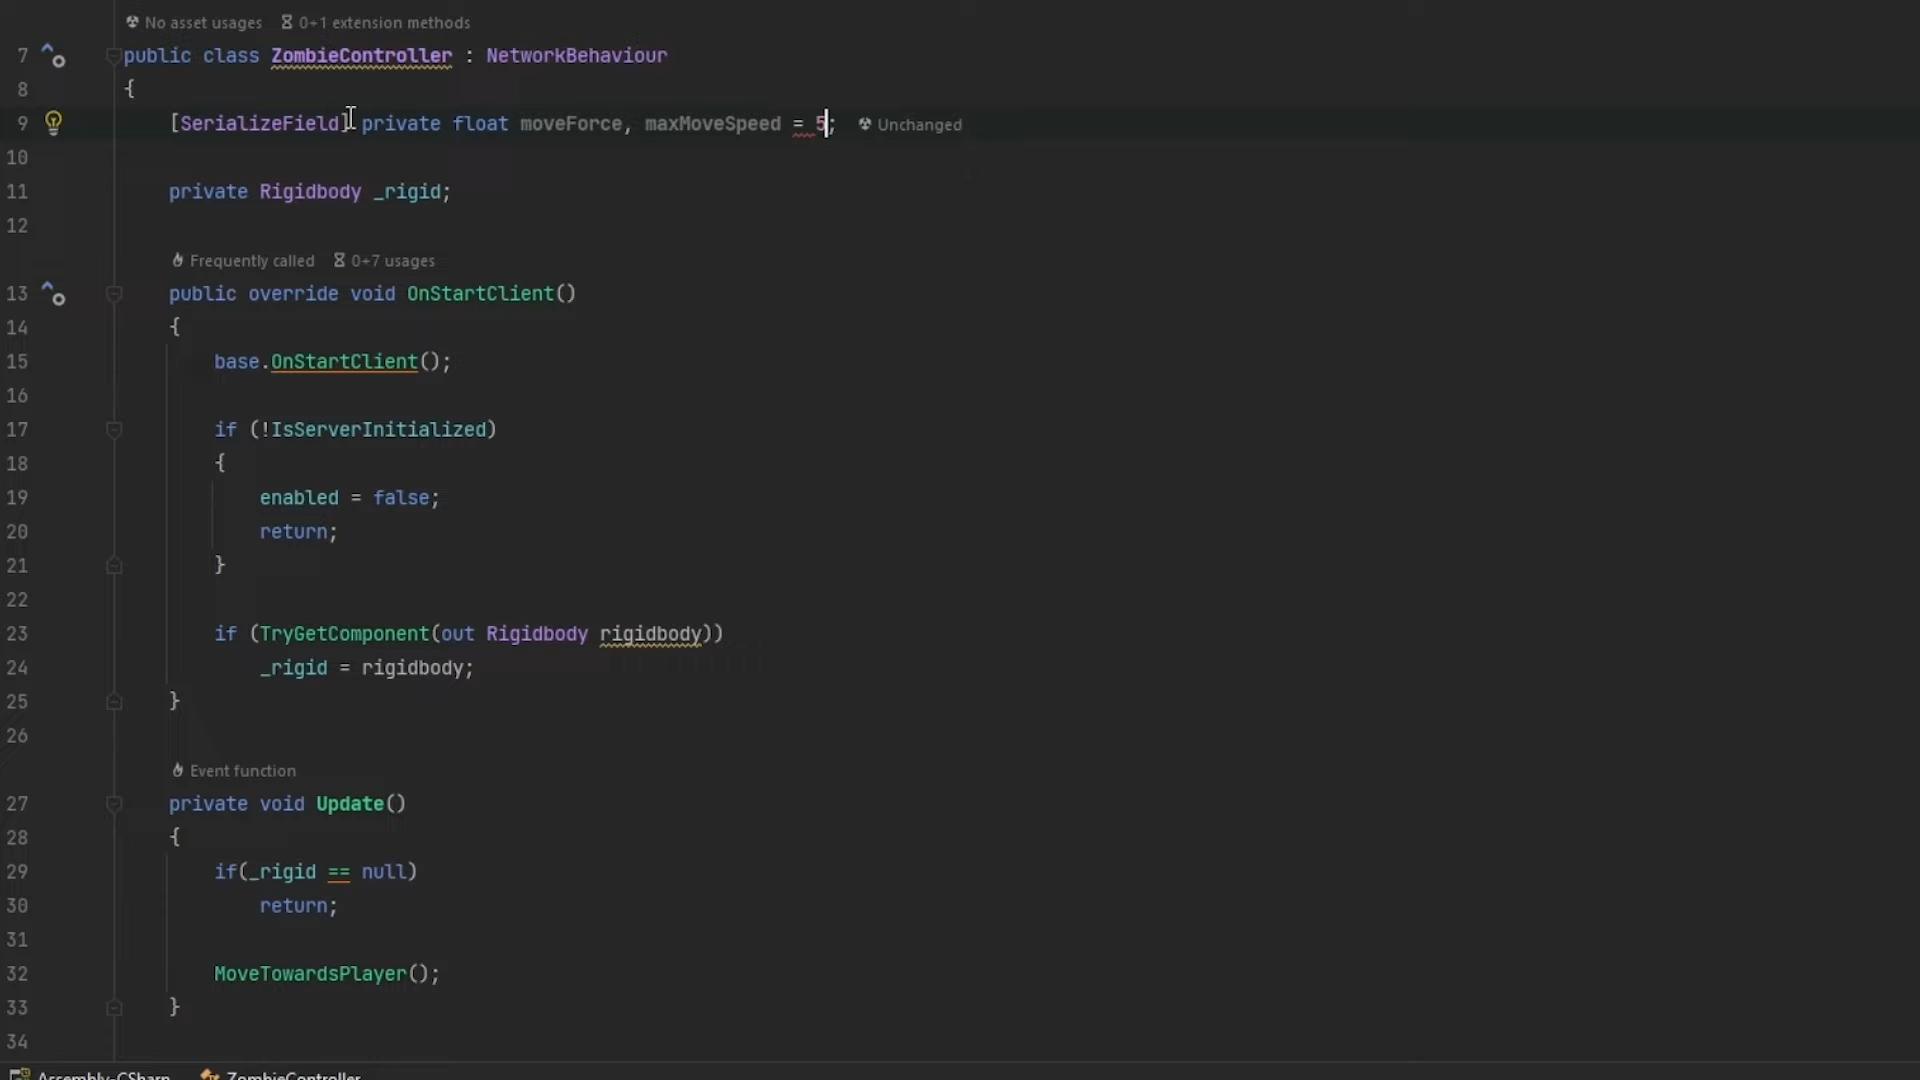 No asset usages 0+1 extension methods
7 public class ZombieController : NetworkBehaviour
8 {
9 [SerializeField] private float moveForce, maxMoveSpeed = 5; Unchanged
10
11 private Rigidbody _rigid;
12
Frequently called 0+7 usages
13 public override void OnStartClient()
14 {
15 base.OnStartClient();
16
17 if (!IsServerInitialized)
18 {
19 enabled = false;
20 return;
21 }
22
23 if (TryGetComponent(out Rigidbody rigidbody))
24 _rigid = rigidbody;
25 }
26
Event function
27 private void Update()
28 {
29 if(_rigid == null)
30 return;
31
32 MoveTowardsPlayer();
33 }
34
Assembly-CSharp ZombieController